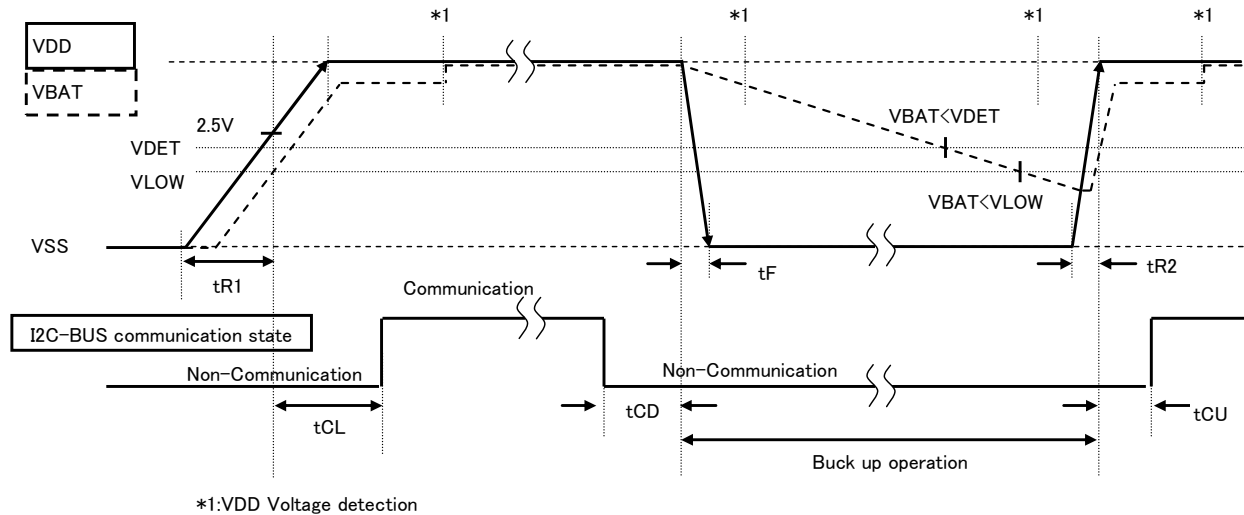 *1 *1 *1 *1
VDD
VBAT
2.5V
VBAT<VDET
VDET
VLOW
VBAT<VLOW
VSS
tR1
tF
tR2
Communication
I2C-BUS communication state
Non-Communication
Non-Communication
tCL
tCD
tCU
Buck up operation
*1:VDD Voltage detection